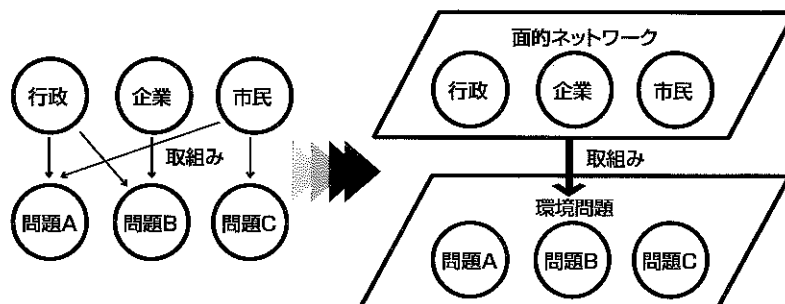 行政 企業 市民
取組み
問題A 問題B 問題C
面的ネットワーク
行政 企業 市民
取組み
環境問題
問題A 問題B 問題C